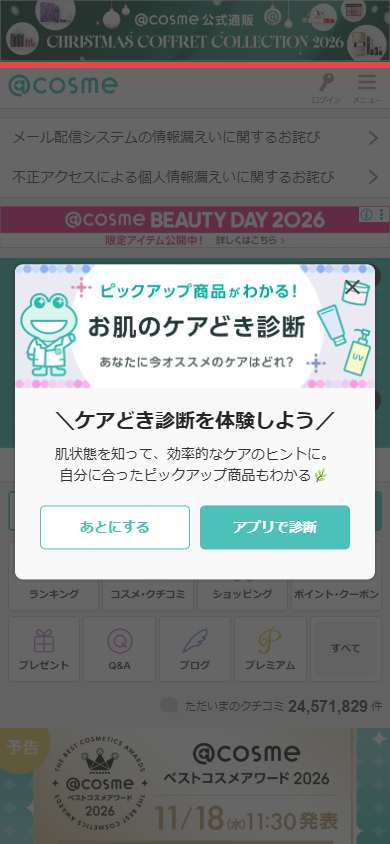 @cosme公式通販
CHRISTMAS COFFRET COLLECTION 2026
@cosme
ログイン
メニュー
メール配信システムの情報漏えいに関するお詫び
不正アクセスによる個人情報漏えいに関するお詫び
@cosme BEAUTY DAY 2026
限定アイテム公開中! 詳しくはこちら
ピックアップ商品がわかる!
お肌のケアどき診断
あなたに今オススメのケアはどれ?
UV
＼ケアどき診断を体験しよう／
肌状態を知って、効率的なケアのヒントに。
自分に合ったピックアップ商品もわかる
あとにする
アプリで診断
ランキング
コスメ・クチコミ
ショッピング
ポイント・クーポン
プレゼント
Q&A
ブログ
プレミアム
すべて
ただいまのクチコミ 24,571,829 件
予告
THE BEST COSMETICS AWARDS
@cosme
ベストコスメアワード
2026
THE BEST COSMETICS AWARDS
@cosme
ベストコスメアワード 2026
11/18(水)11:30発表